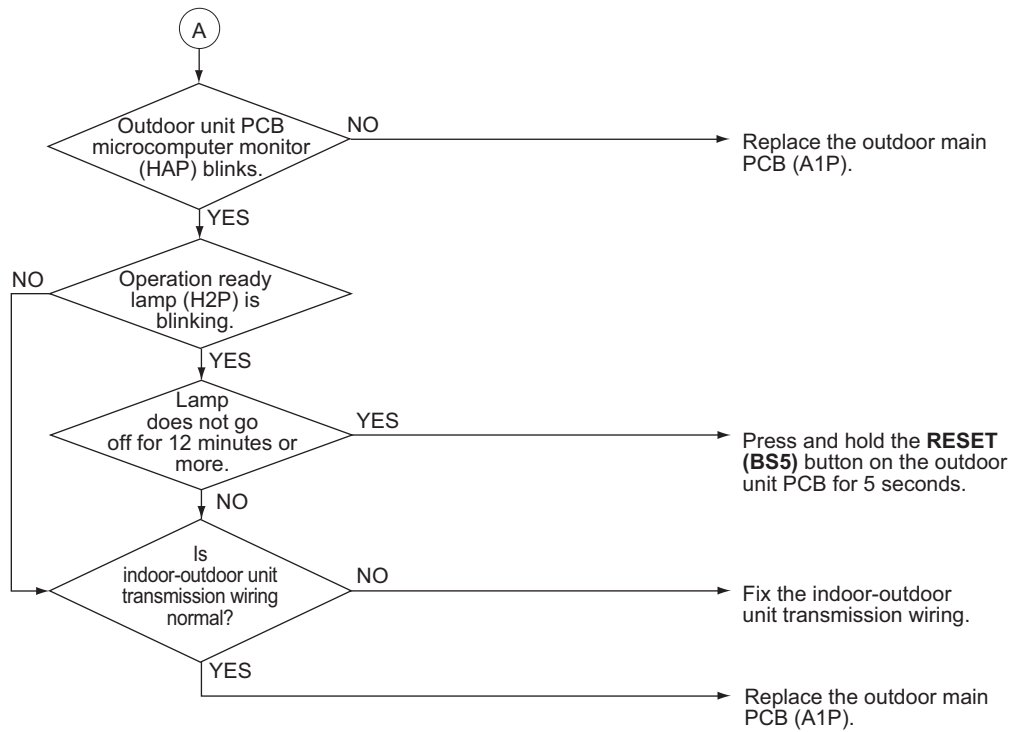 A
Outdoor unit PCB
microcomputer monitor
(HAP) blinks.
NO
Replace the outdoor main
PCB (A1P).
YES
NO
Operation ready
lamp (H2P) is
blinking.
YES
Lamp
does not go
off for 12 minutes or
more.
YES
Press and hold the RESET
(BS5) button on the outdoor
unit PCB for 5 seconds.
NO
Is
indoor-outdoor unit
transmission wiring
normal?
NO
Fix the indoor-outdoor
unit transmission wiring.
YES
Replace the outdoor main
PCB (A1P).